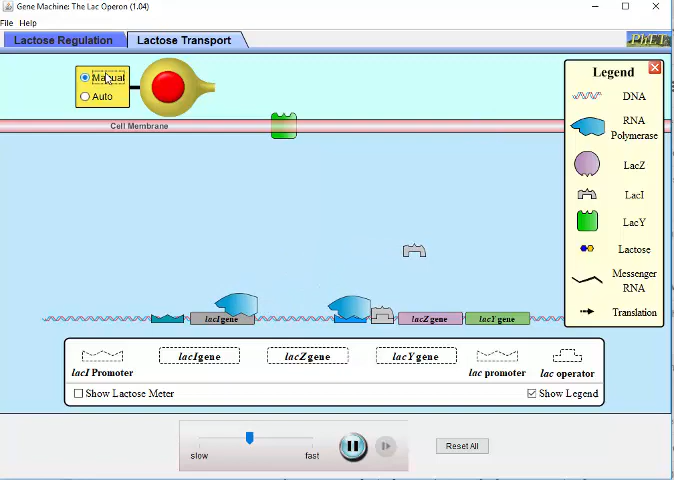 Gene Machine: The Lac Operon (1.04)
File Help
Lactose Regulation
Lactose Transport
PhET
Manual
Auto
Cell Membrane
Legend
DNA
RNA
Polymerase
LacZ
LacI
LacY
Lactose
Messenger
RNA
Translation
lacI gene
lacZ gene
lacY gene
lacI gene
lacZ gene
lacY gene
lacI Promoter
lac promoter
lac operator
Show Lactose Meter
Show Legend
slow
fast
Reset All